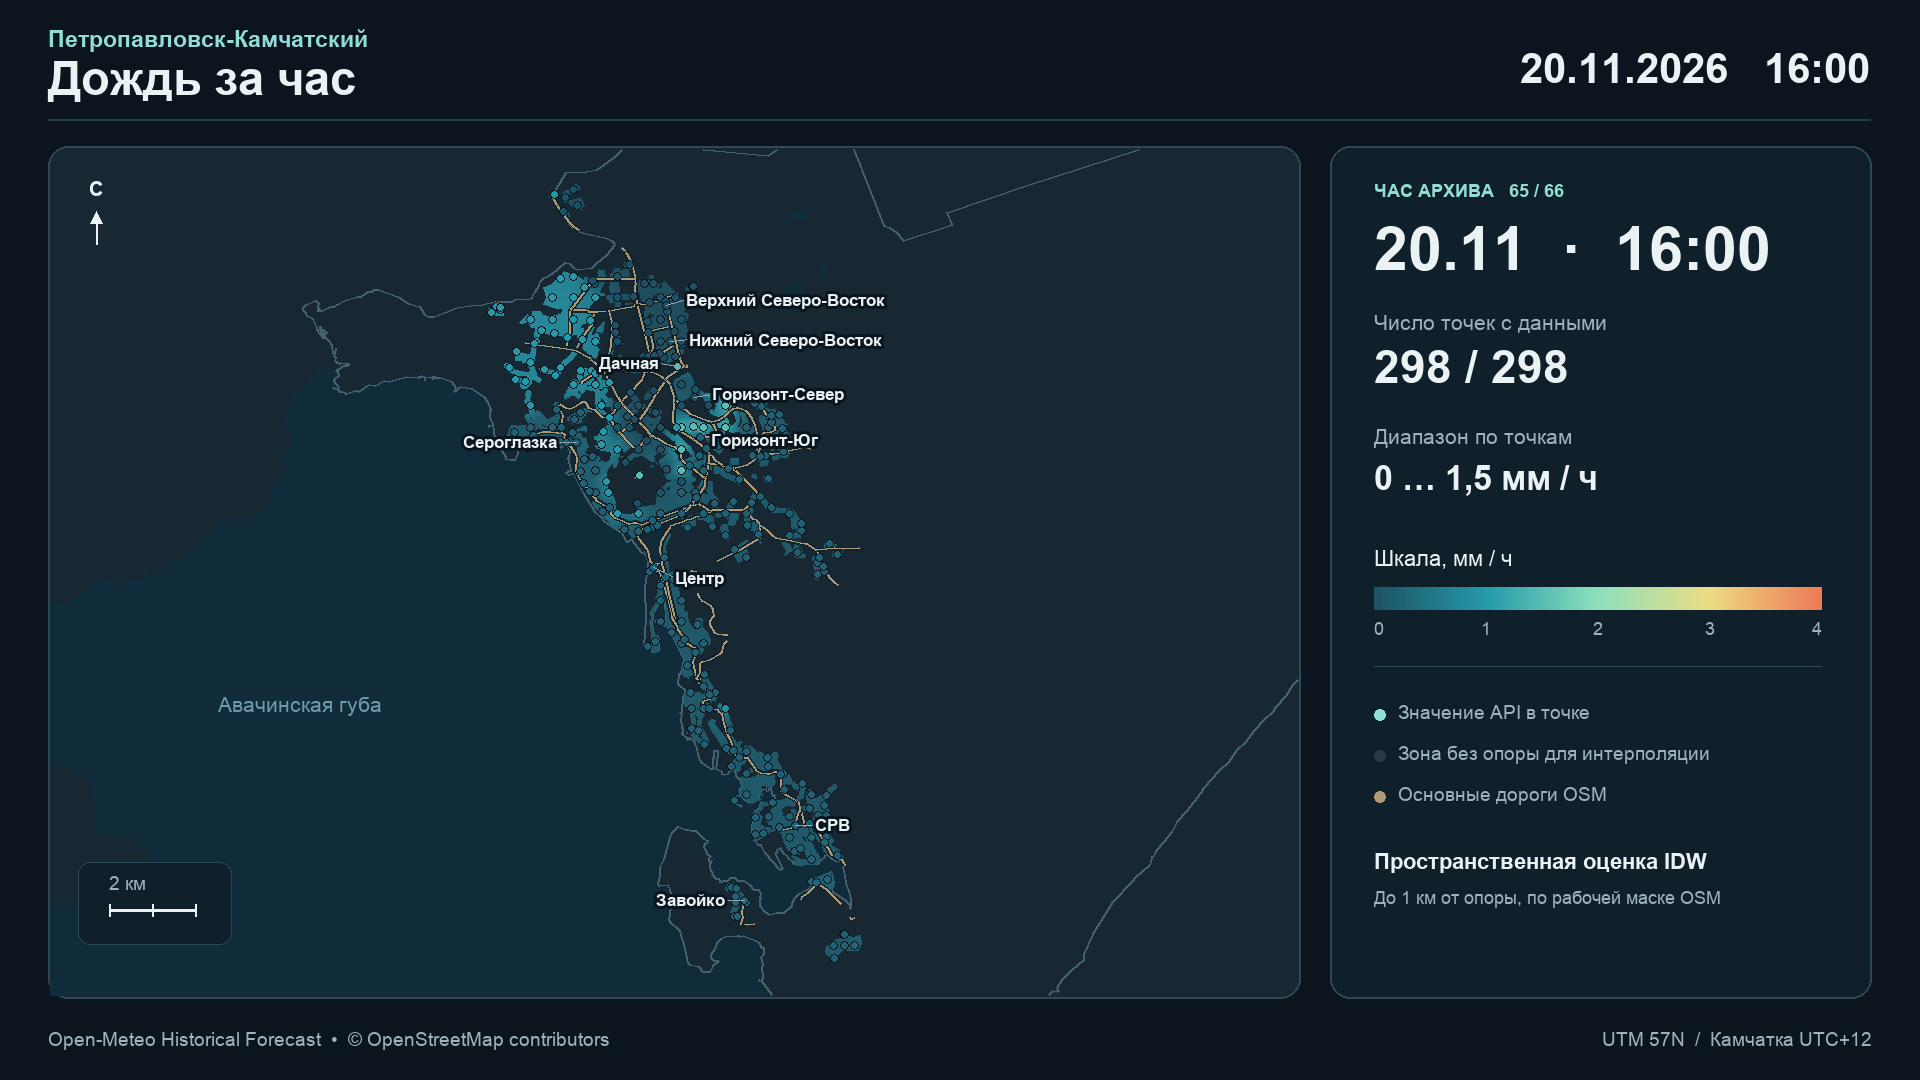 Петропавловск-Камчатский
Дождь за час
20.11.2026 16:00
С
Верхний Северо-Восток
Нижний Северо-Восток
Дачная
Горизонт-Север
Горизонт-Юг
Сероглазка
Центр
Авачинская губа
СРВ
Завойко
2 км
ЧАС АРХИВА 65 / 66
20.11 · 16:00
Число точек с данными
298 / 298
Диапазон по точкам
0 … 1,5 мм / ч
Шкала, мм / ч
0 1 2 3 4
Значение API в точке
Зона без опоры для интерполяции
Основные дороги OSM
Пространственная оценка IDW
До 1 км от опоры, по рабочей маске OSM
Open-Meteo Historical Forecast • © OpenStreetMap contributors
UTM 57N / Камчатка UTC+12